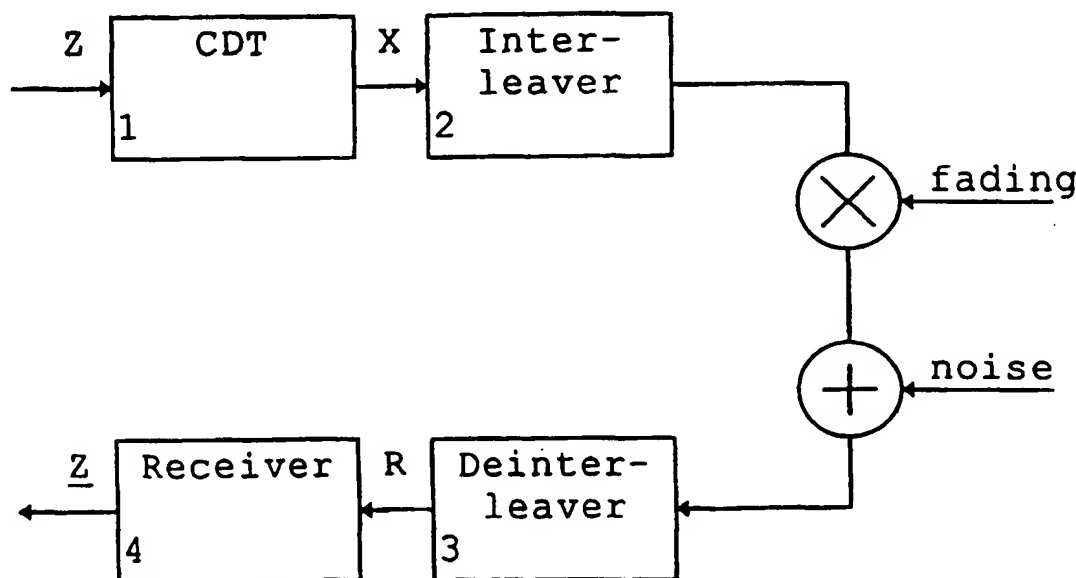 Z
CDT
1
X
Inter-
leaver
2
fading
noise
Z
Receiver
4
R
Deinter-
leaver
3